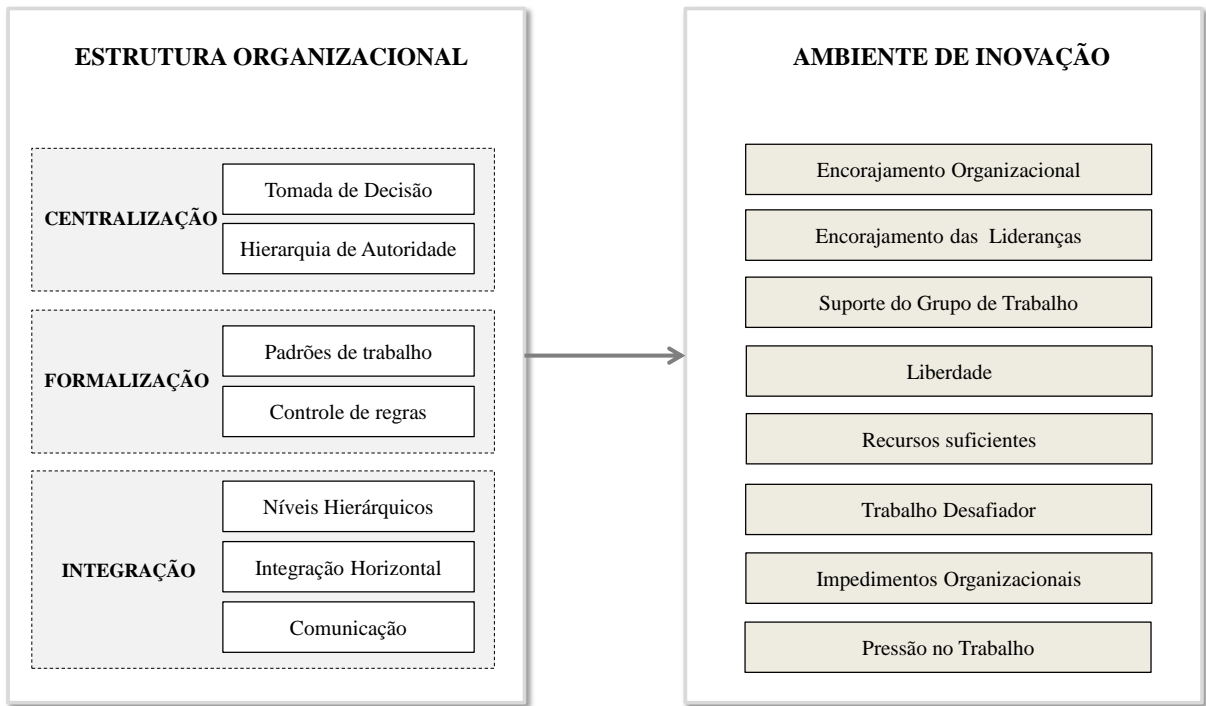 ESTRUTURA ORGANIZACIONAL
CENTRALIZAÇÃO
Tomada de Decisão
Hierarquia de Autoridade
FORMALIZAÇÃO
Padrões de trabalho
Controle de regras
INTEGRAÇÃO
Níveis Hierárquicos
Integração Horizontal
Comunicação
AMBIENTE DE INOVAÇÃO
Encorajamento Organizacional
Encorajamento das Lideranças
Suporte do Grupo de Trabalho
Liberdade
Recursos suficientes
Trabalho Desafiador
Impedimentos Organizacionais
Pressão no Trabalho